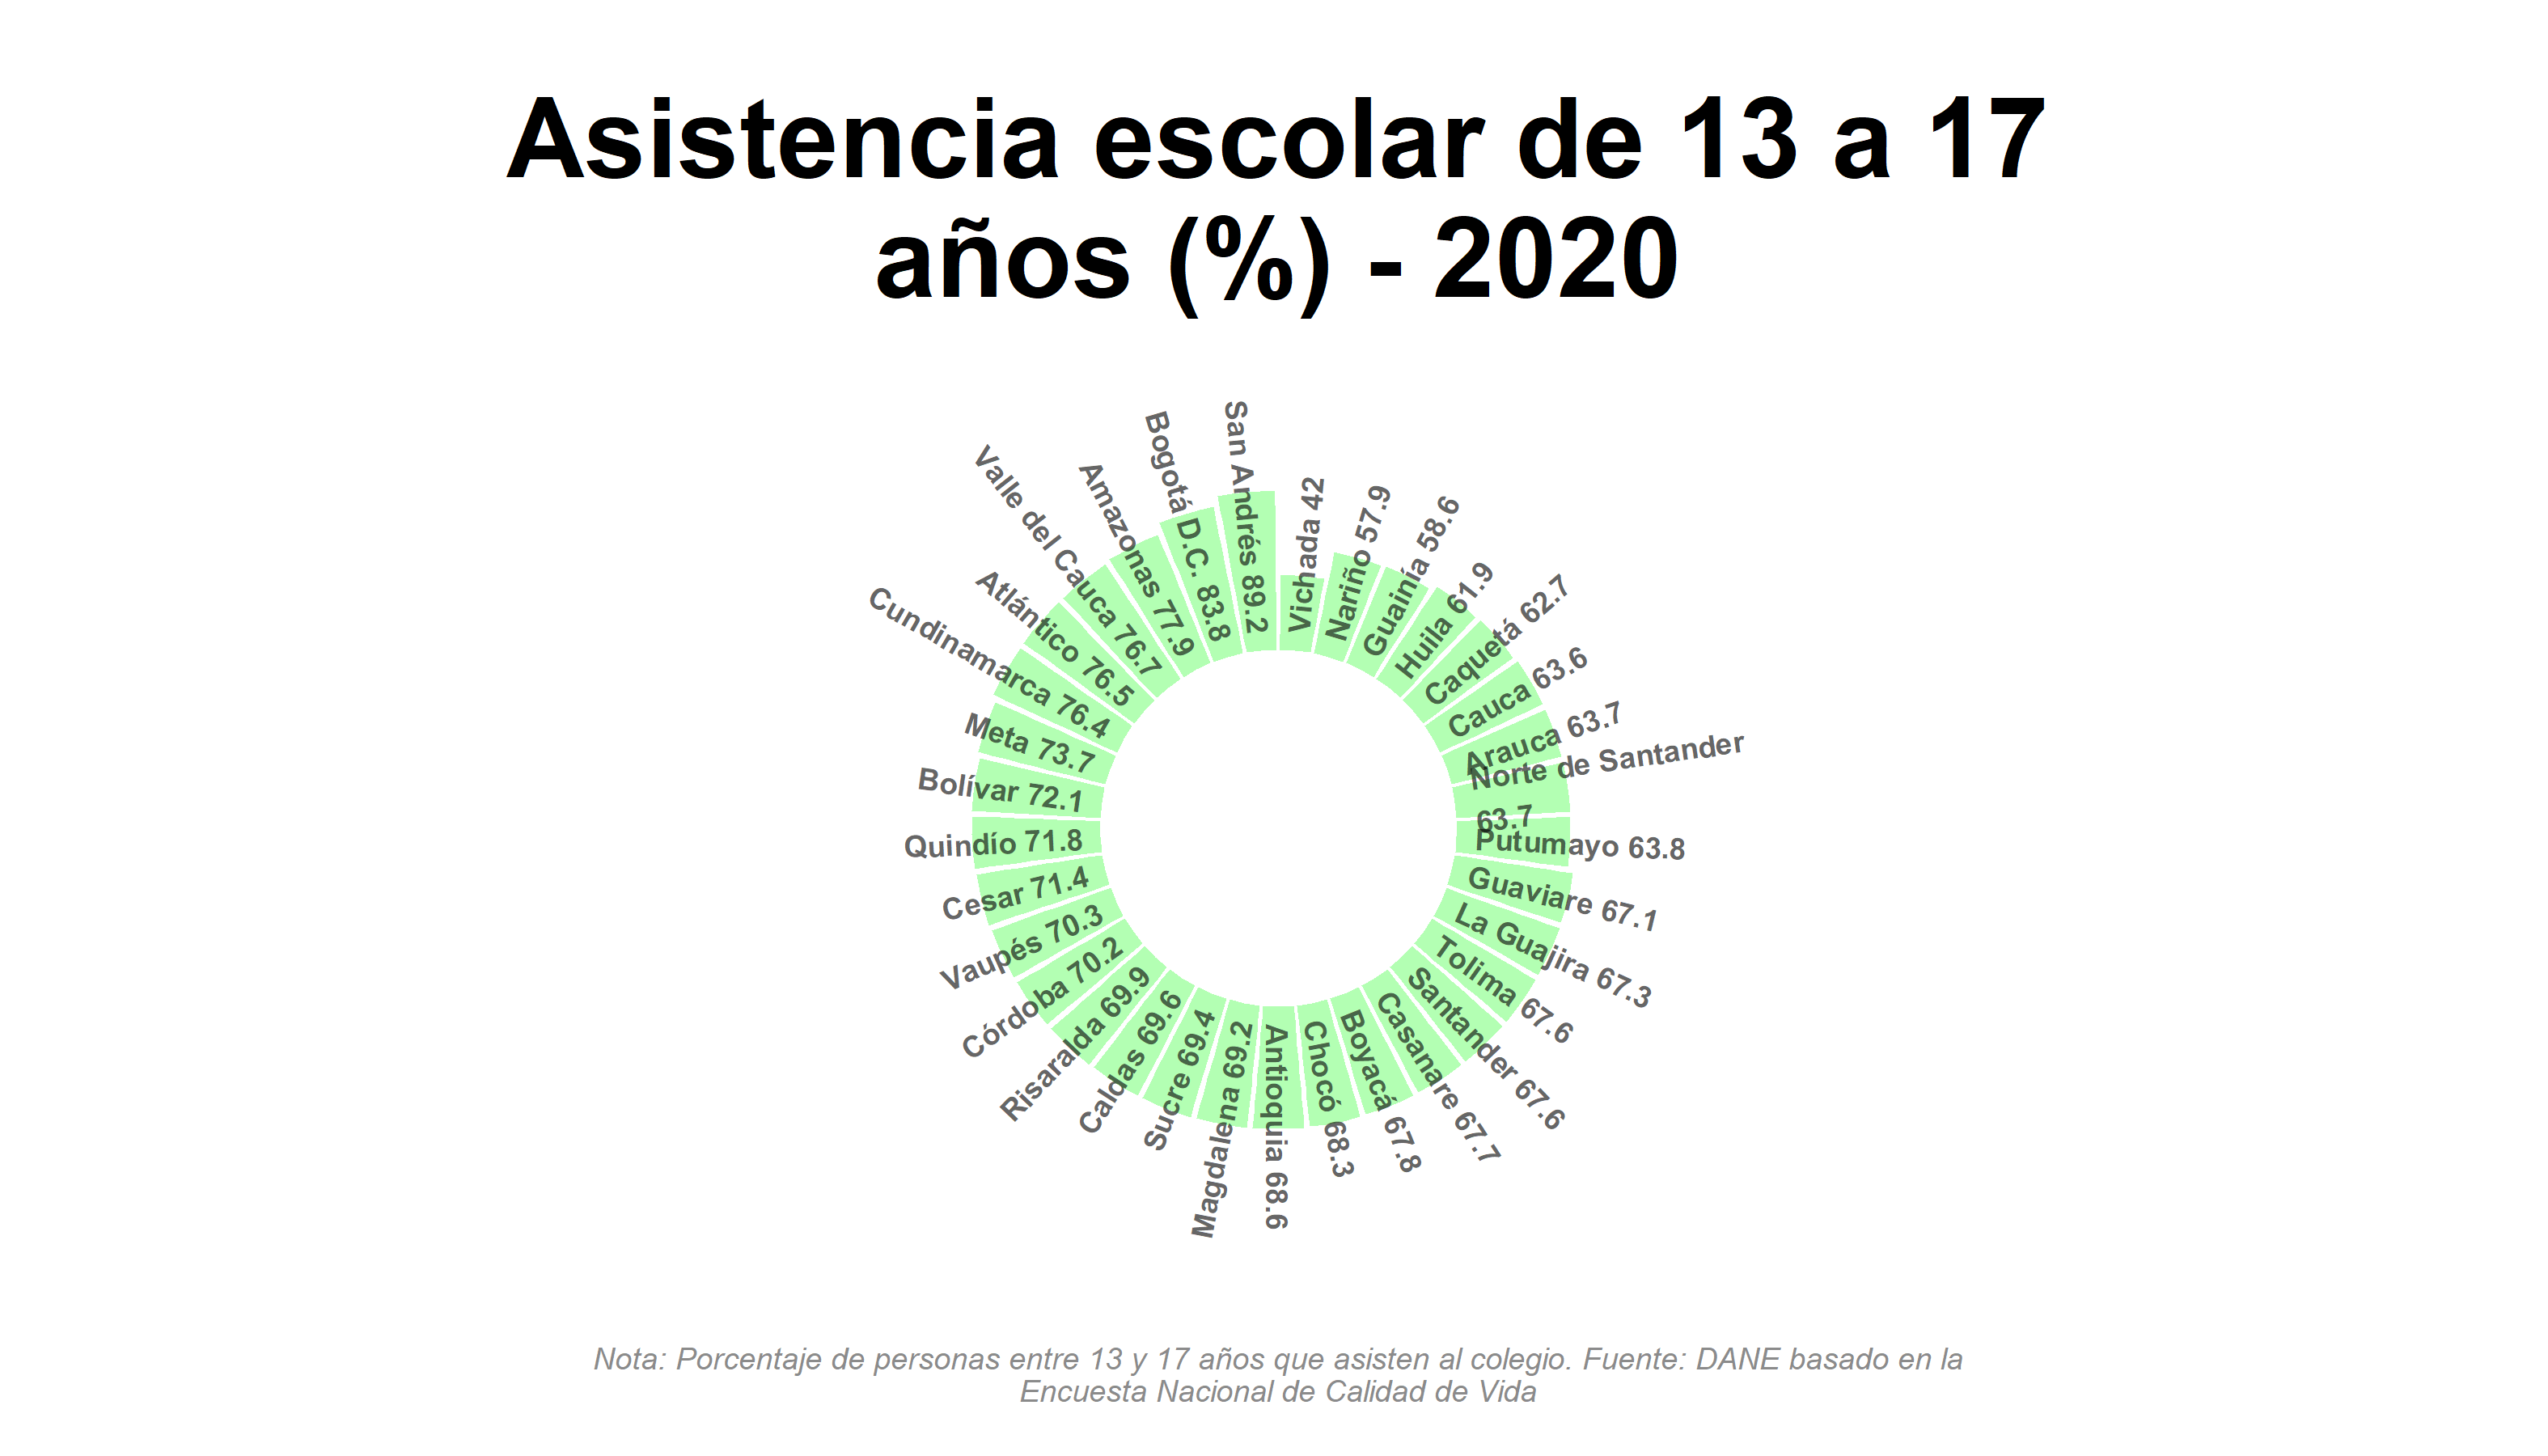 Asistencia escolar de 13 a 17
años (%) - 2020
Vichada 42
Nariño 57.9
Guainía 58.6
Huila 61.9
Caquetá 62.7
Cauca 63.6
Arauca 63.7
Norte de Santander
63.7
Putumayo 63.8
Guaviare 67.1
La Guajira 67.3
Tolima 67.6
Santander 67.6
Casanare 67.7
Boyacá 67.8
Chocó 68.3
Antioquia 68.6
Magdalena 69.2
Sucre 69.4
Caldas 69.6
Risaralda 69.9
Córdoba 70.2
Vaupés 70.3
Cesar 71.4
Quindío 71.8
Bolívar 72.1
Meta 73.7
Cundinamarca 76.4
Atlántico 76.5
Valle del Cauca 76.7
Amazonas 77.9
Bogotá D.C. 83.8
San Andrés 89.2
Nota: Porcentaje de personas entre 13 y 17 años que asisten al colegio. Fuente: DANE basado en la
Encuesta Nacional de Calidad de Vida